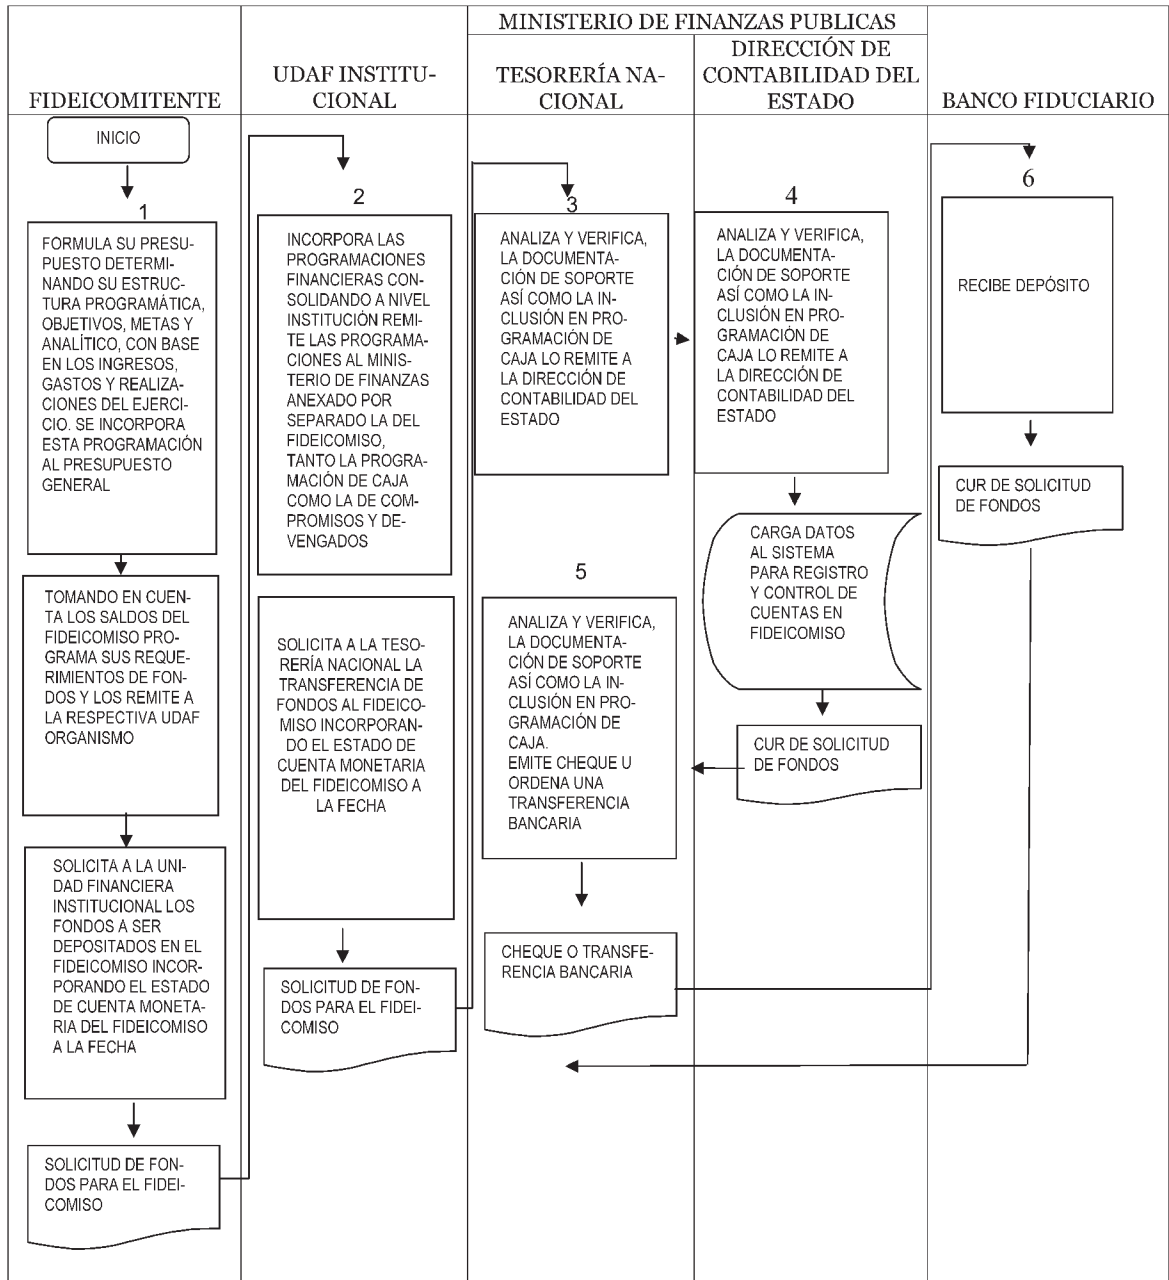 MINISTERIO DE FINANZAS PUBLICAS
FIDEICOMITENTE
UDAF INSTITU-
CIONAL
TESORERÍA NA-
CIONAL
DIRECCIÓN DE
CONTABILIDAD DEL
ESTADO
BANCO FIDUCIARIO
INICIO
1
FORMULA SU PRESU-
PUESTO DETERMI-
NANDO SU ESTRUC-
TURA PROGRAMÁTICA,
OBJETIVOS, METAS Y
ANALÍTICO, CON BASE
EN LOS INGRESOS,
GASTOS Y REALIZA-
CIONES DEL EJERCI-
CIO. SE INCORPORA
ESTA PROGRAMACIÓN
AL PRESUPUESTO
GENERAL
TOMANDO EN CUENTA
LOS SALDOS DEL
FIDEICOMISO PRO-
GRAMA SUS REQUE-
RIMIENTOS DE FON-
DOS Y LOS REMITE A
LA RESPECTIVA UDAF
ORGANISMO
SOLICITA A LA UNI-
DAD FINANCIERA
INSTITUCIONAL LOS
FONDOS A SER
DEPOSITADOS EN EL
FIDEICOMISO INCOR-
PORANDO EL ESTADO
DE CUENTA MONETA-
RIA DEL FIDEICOMISO
A LA FECHA
SOLICITUD DE FON-
DOS PARA EL FIDEI-
COMISO
2
INCORPORA LAS
PROGRAMACIONES
FINANCIERAS CON-
SOLIDANDO A NIVEL
INSTITUCIÓN REMI-
TE LAS PROGRAMA-
CIONES AL MINIS-
TERIO DE FINANZAS
ANEXADO POR
SEPARADO LA DEL
FIDEICOMISO,
TANTO LA PROGRA-
MACIÓN DE CAJA
COMO LA DE COM-
PROMISOS Y DE-
VENGADOS
SOLICITA A LA TESO-
RERÍA NACIONAL LA
TRANSFERENCIA DE
FONDOS AL FIDEICO-
MISO INCORPORAN-
DO EL ESTADO DE
CUENTA MONETARIA
DEL FIDEICOMISO A
LA FECHA
SOLICITUD DE FON-
DOS PARA EL FIDEI-
COMISO
3
ANALIZA Y VERIFICA,
LA DOCUMENTA-
CIÓN DE SOPORTE
ASÍ COMO LA IN-
CLUSIÓN EN PRO-
GRAMACIÓN DE
CAJA LO REMITE A
LA DIRECCIÓN DE
CONTABILIDAD DEL
ESTADO
4
ANALIZA Y VERIFICA,
LA DOCUMENTA-
CIÓN DE SOPORTE
ASÍ COMO LA IN-
CLUSIÓN EN PRO-
GRAMACIÓN DE
CAJA LO REMITE A
LA DIRECCIÓN DE
CONTABILIDAD DEL
ESTADO
CARGA DATOS
AL SISTEMA
PARA REGISTRO
Y CONTROL DE
CUENTAS EN
FIDEICOMISO
CUR DE SOLICITUD
DE FONDOS
5
ANALIZA Y VERIFICA,
LA DOCUMENTA-
CIÓN DE SOPORTE
ASÍ COMO LA IN-
CLUSIÓN EN PRO-
GRAMACIÓN DE
CAJA.
EMITE CHEQUE U
ORDENA UNA
TRANSFERENCIA
BANCARIA
CHEQUE O TRANSFE-
RENCIA BANCARIA
6
RECIBE DEPÓSITO
CUR DE SOLICITUD
DE FONDOS